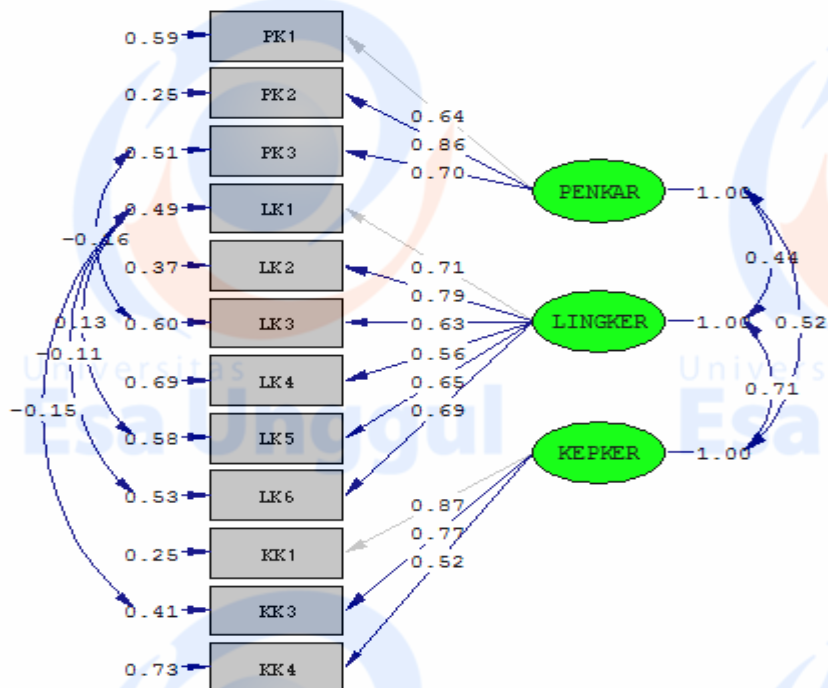 0.59 PK1
0.25 PK2
0.64
0.86
0.51 PK3 0.70
PENKAR 1.00
0.49 LK1
-0.16
0.44
0.37 LK2 0.71
0.79
0.60 LK3 0.63
LINGKER 1.00 0.52
0.13
-0.11
0.56
Universitas
Univers
0.69 LK4 0.65
0.71
-0.15
0.69
Esa Unggul
Esa
0.58 LK5
KEPKER 1.00
0.53 LK6
0.87
0.77
0.25 KK1 0.52
0.41 KK3
0.73 KK4